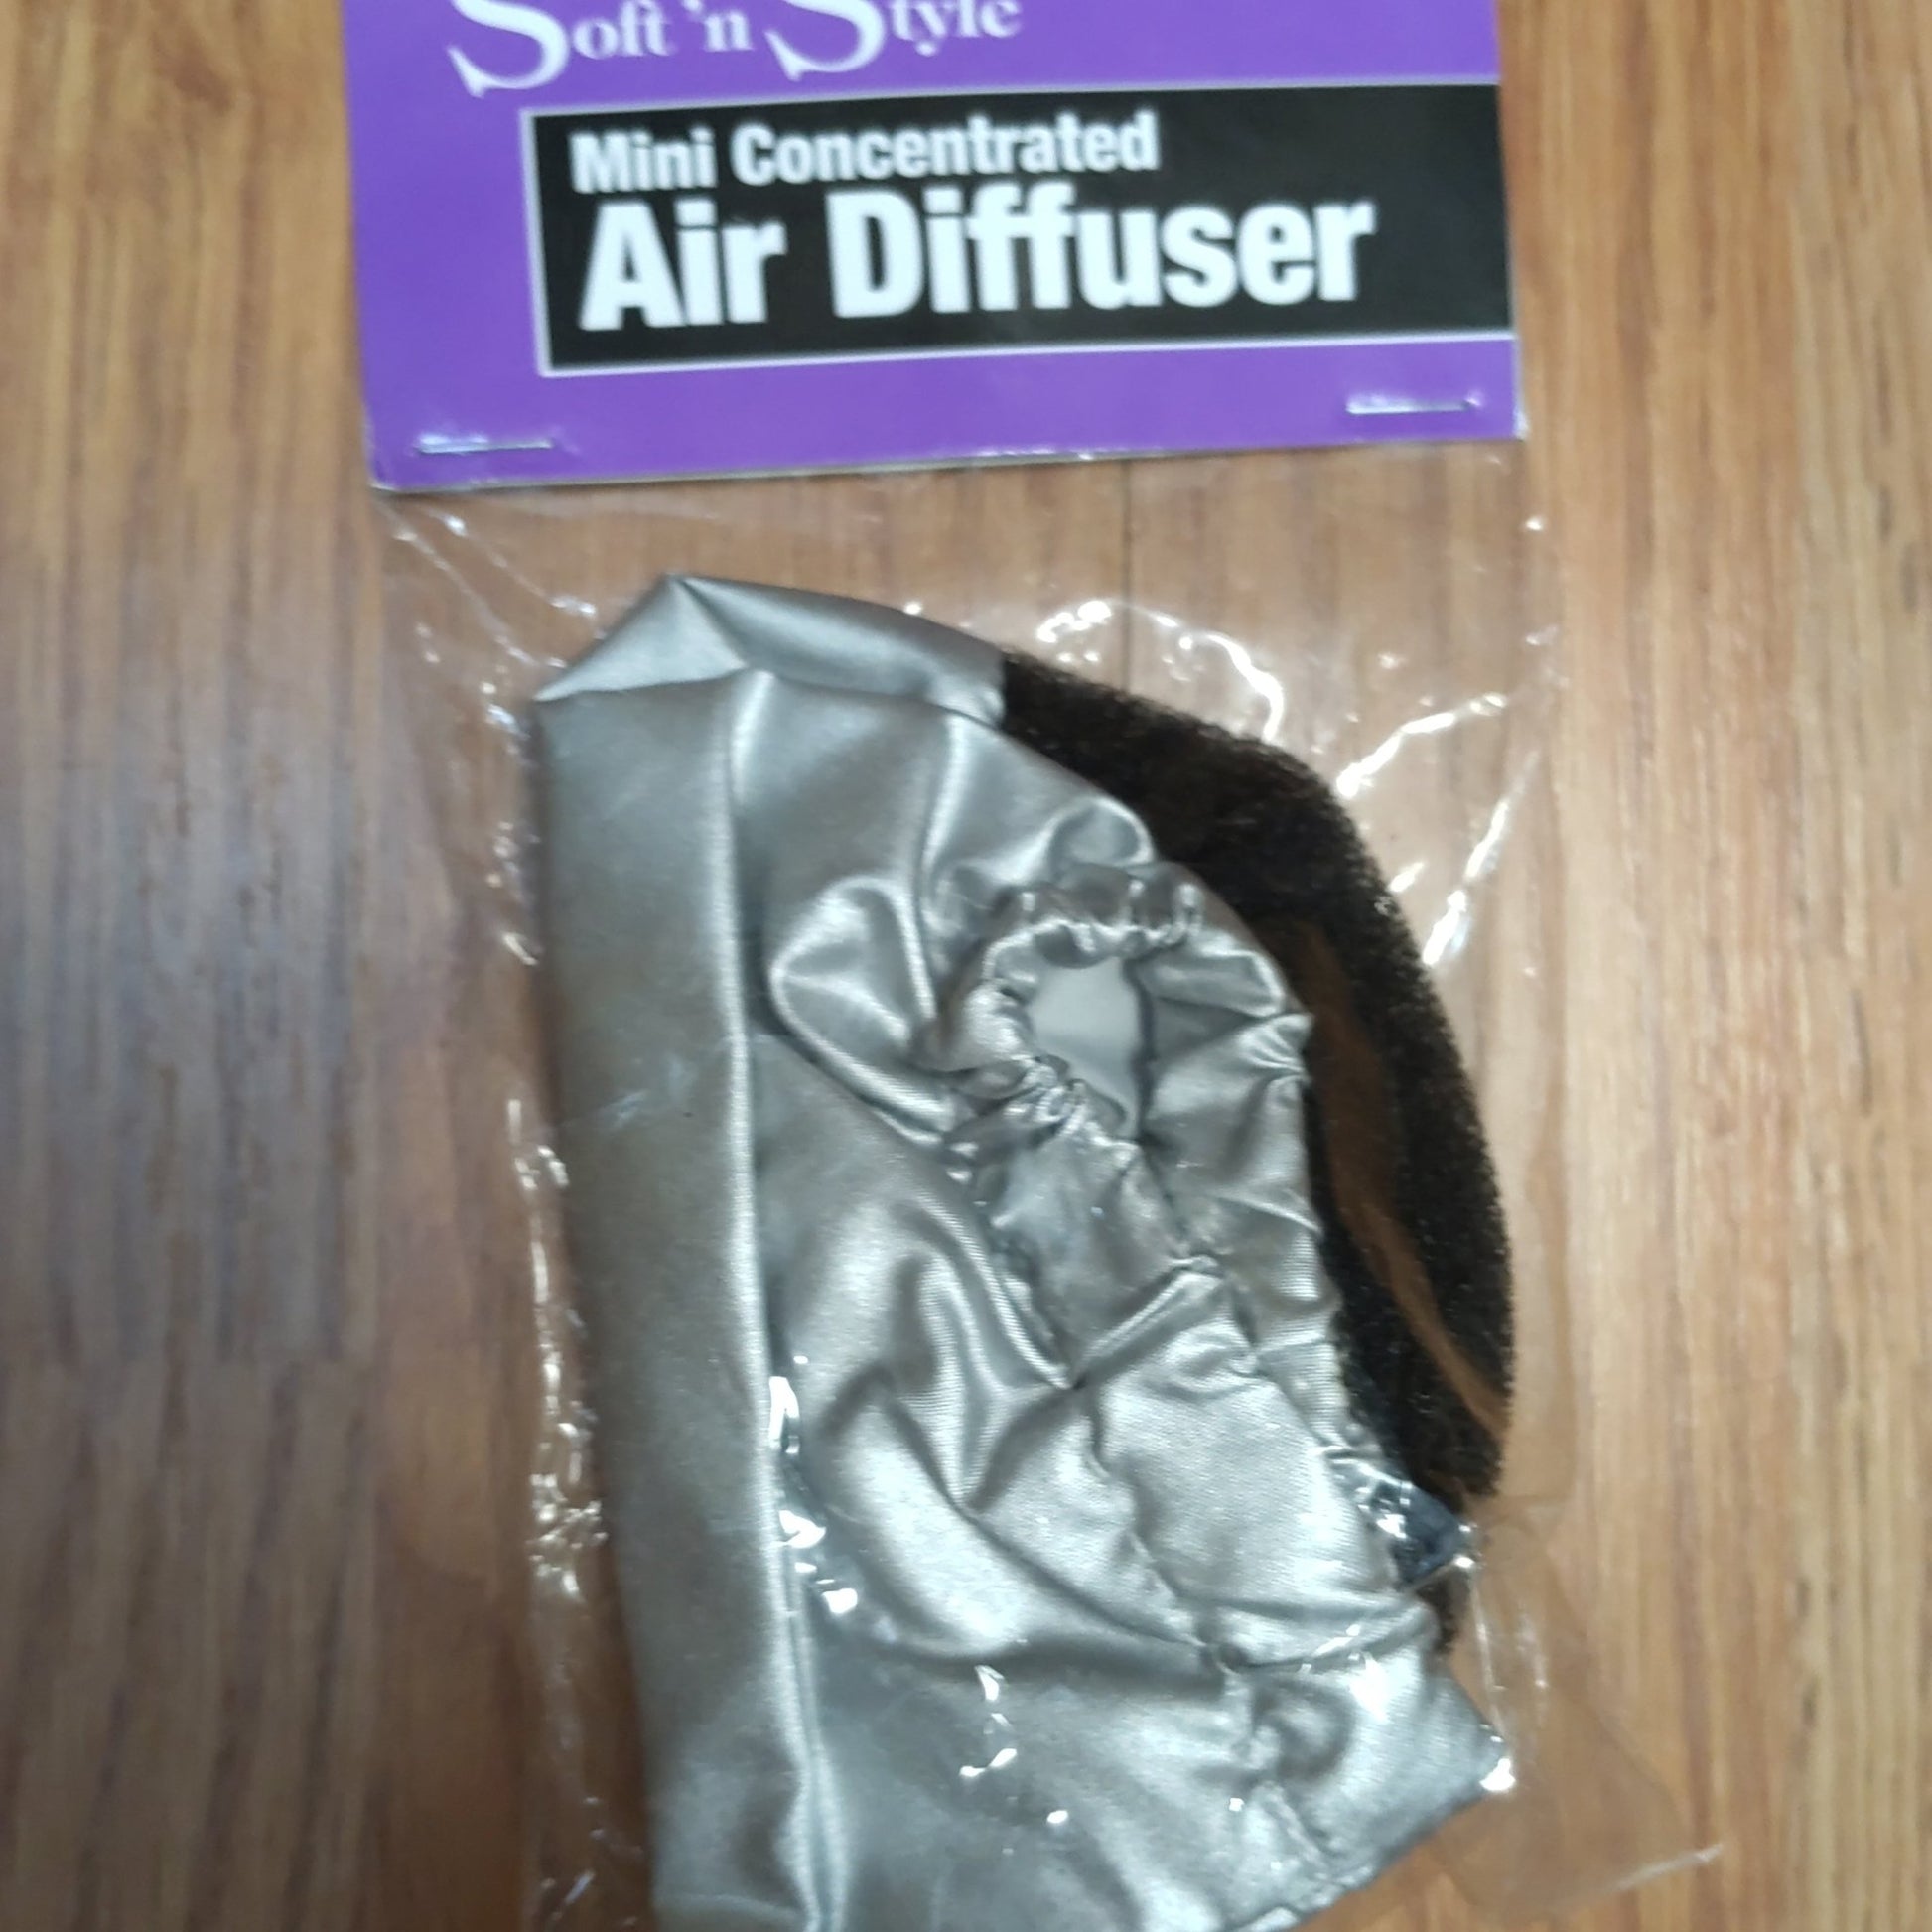 Soft 'n Style
Mini Concentrated
Air Diffuser